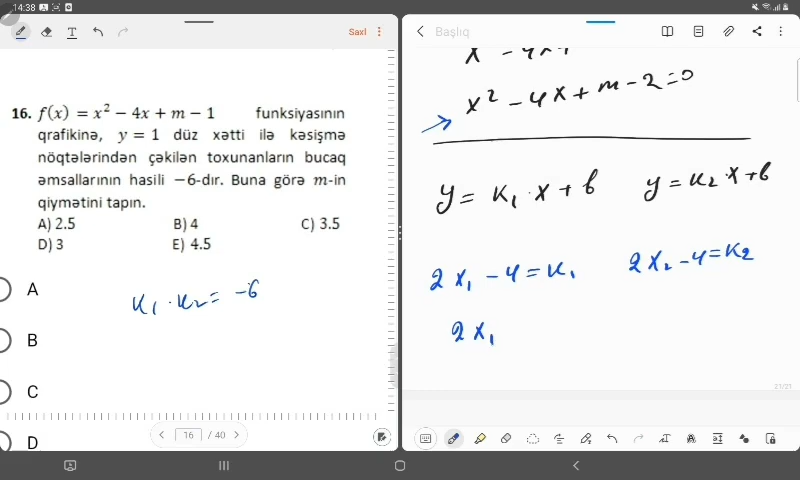 14:38
Saxl
Başlıq
16. f(x) = x² − 4x + m − 1 funksiyasının
qrafikinə, y = 1 düz xətti ilə kəsişmə
nöqtələrindən çəkilən toxunanların bucaq
əmsallarının hasili −6-dır. Buna görə m-in
qiymətini tapın.
A) 2.5 B) 4 C) 3.5
D) 3 E) 4.5
A
B
C
D
K₁ · K₂ = −6
16 / 40
x² − 4x + m − 2 = 0
y = K₁ · x + b y = K₂ · x + b
2x₁ − 4 = K₁ 2x₂ − 4 = K₂
2x₁
21/21